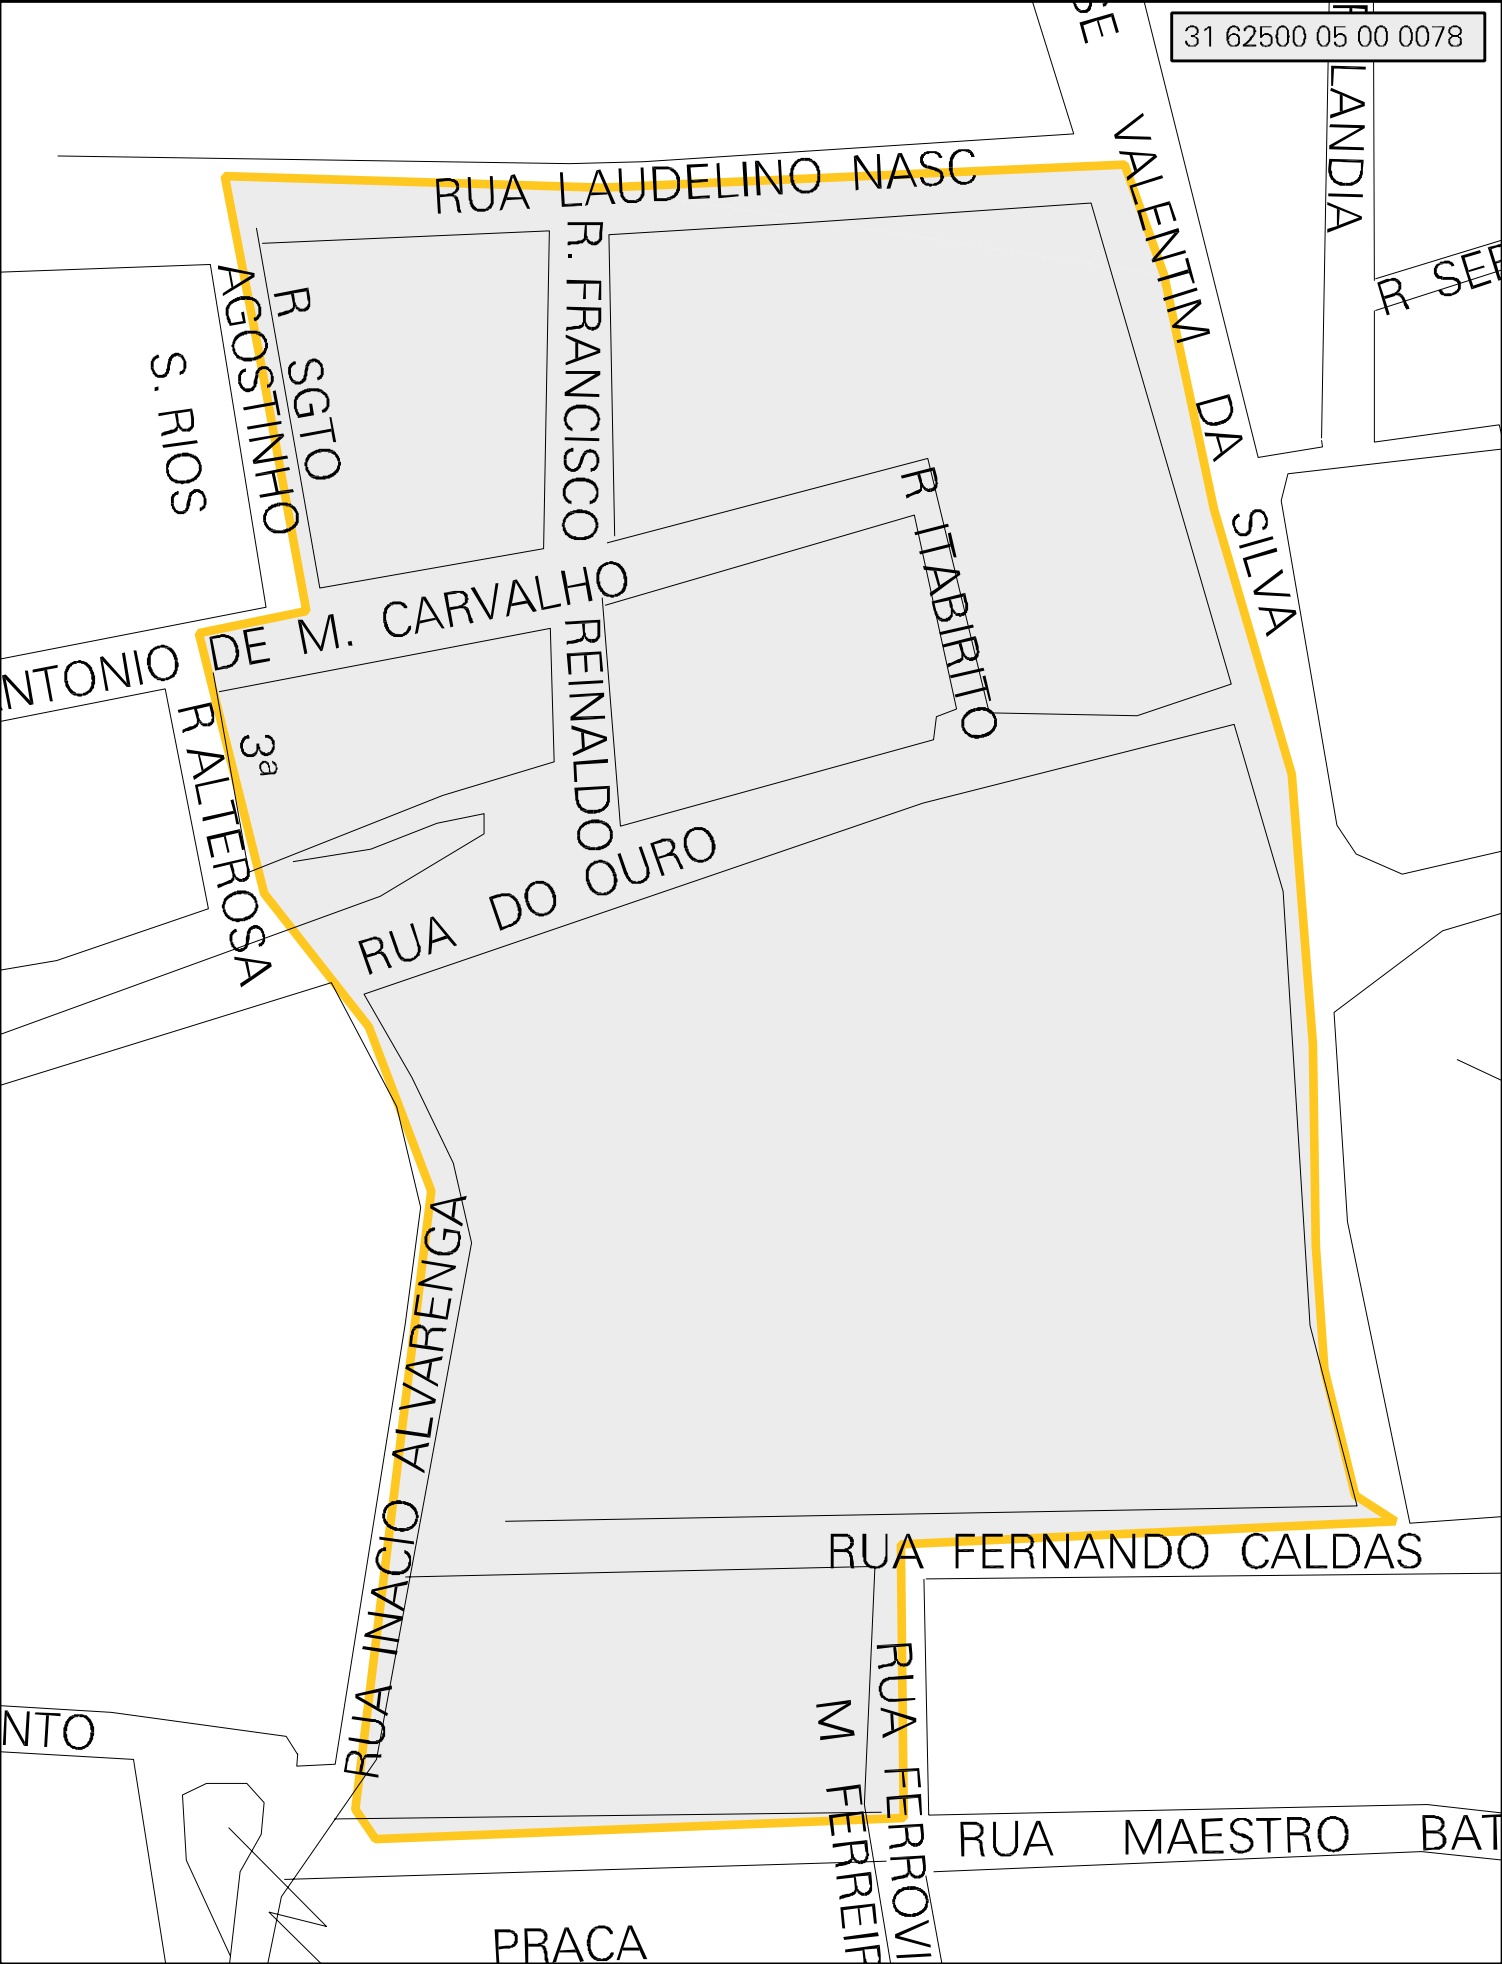 31 62500 05 00 0078
VALENTIM DA SILVA
LANDIA
RUA LAUDELINO NASC
R
R SGTO
AGOSTINHO
S. RIOS
R. FRANCISCO
REINALDO
R ITABIRITO
NTONIO DE M. CARVALHO
R ALTEROSA
3ª
RUA DO OURO
RUA INACIO ALVARENGA
RUA FERNANDO CALDAS
RUA FERROVI
M FERREI
NTO
RUA MAESTRO BAT
PRACA